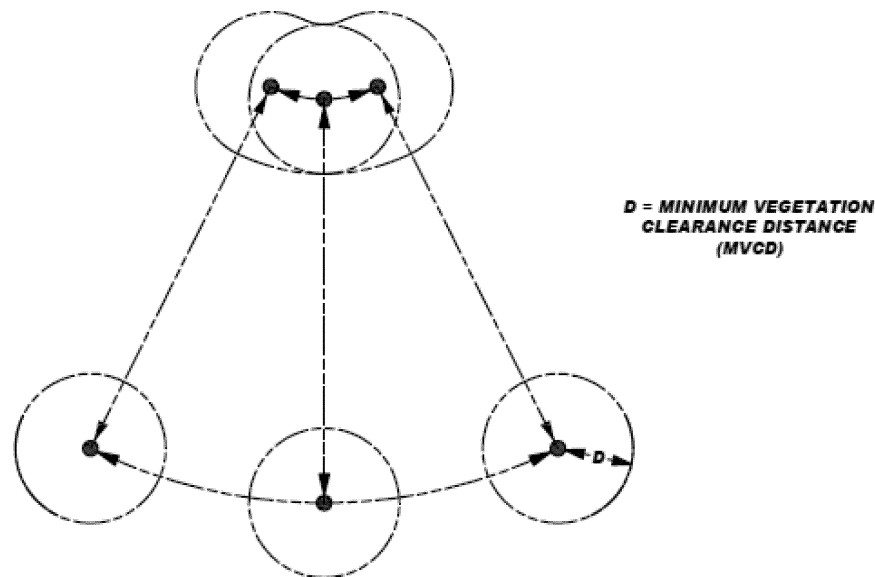 D = MINIMUM VEGETATION
CLEARANCE DISTANCE
(MVCD)
D